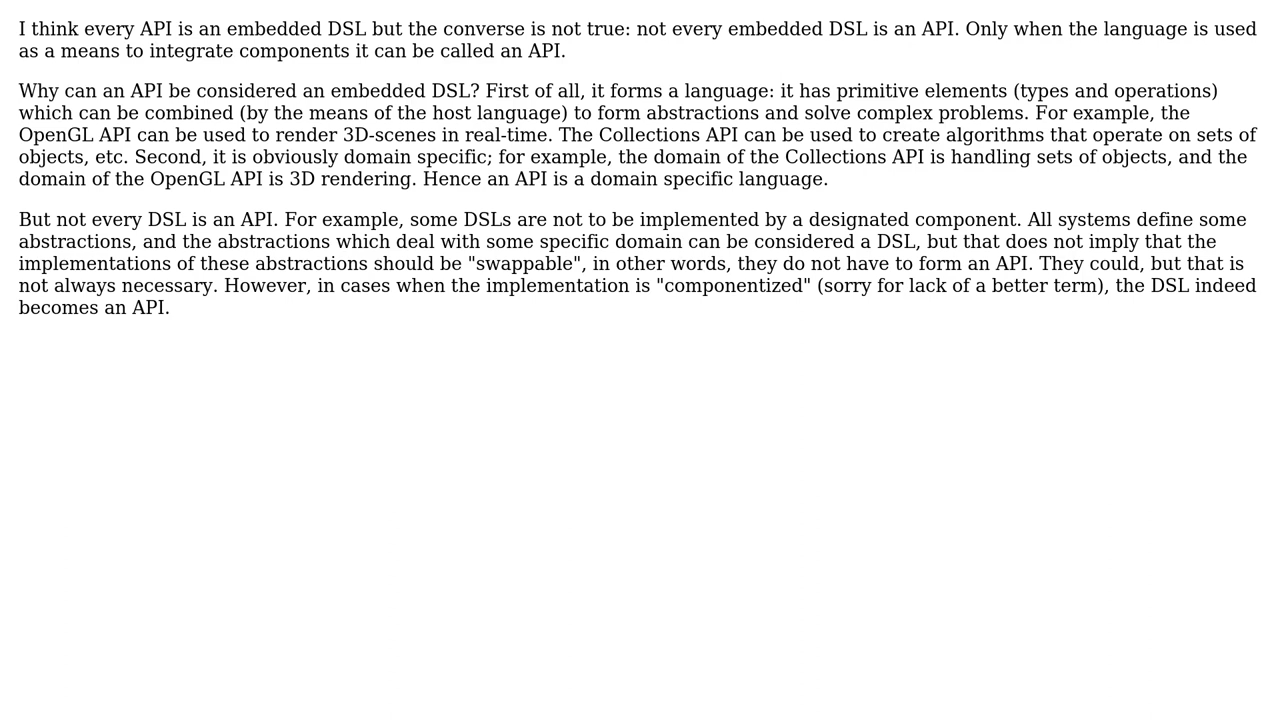 I think every API is an embedded DSL but the converse is not true: not every embedded DSL is an API. Only when the language is used
as a means to integrate components it can be called an API.
Why can an API be considered an embedded DSL? First of all, it forms a language: it has primitive elements (types and operations)
which can be combined (by the means of the host language) to form abstractions and solve complex problems. For example, the
OpenGL API can be used to render 3D-scenes in real-time. The Collections API can be used to create algorithms that operate on sets of
objects, etc. Second, it is obviously domain specific; for example, the domain of the Collections API is handling sets of objects, and the
domain of the OpenGL API is 3D rendering. Hence an API is a domain specific language.
But not every DSL is an API. For example, some DSLs are not to be implemented by a designated component. All systems define some
abstractions, and the abstractions which deal with some specific domain can be considered a DSL, but that does not imply that the
implementations of these abstractions should be "swappable", in other words, they do not have to form an API. They could, but that is
not always necessary. However, in cases when the implementation is "componentized" (sorry for lack of a better term), the DSL indeed
becomes an API.